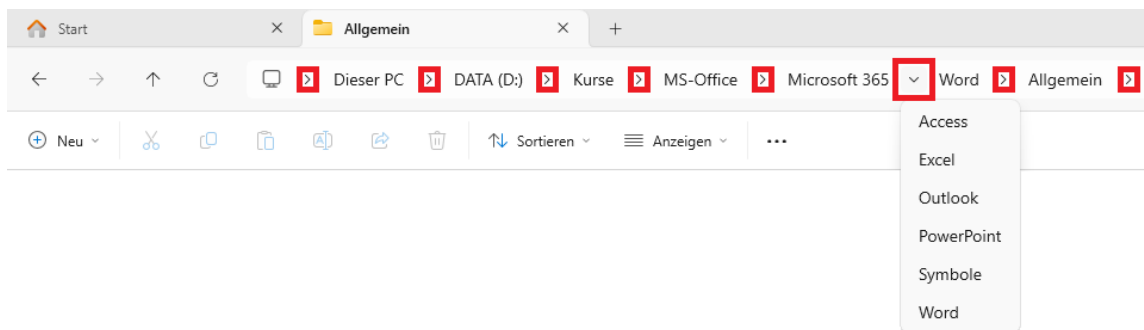 Start
Allgemein
Dieser PC DATA (D:) Kurse MS-Office Microsoft 365 Word Allgemein
Neu Sortieren Anzeigen
Access
Excel
Outlook
PowerPoint
Symbole
Word